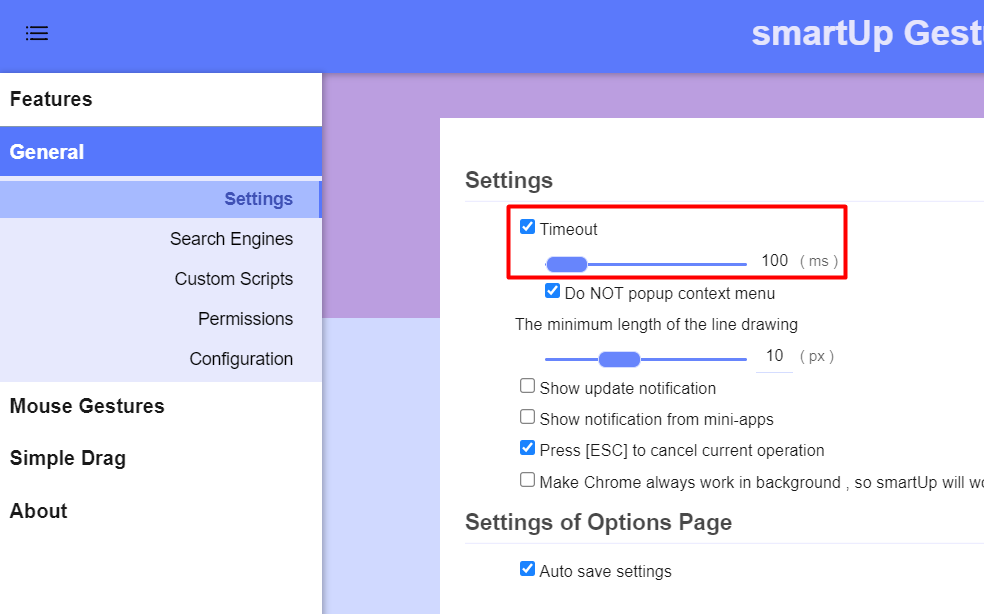 smartUp Gest
Features
General
Settings
Search Engines
Custom Scripts
Permissions
Configuration
Mouse Gestures
Simple Drag
About
Settings
Timeout
100 ( ms )
Do NOT popup context menu
The minimum length of the line drawing
10 ( px )
Show update notification
Show notification from mini-apps
Press [ESC] to cancel current operation
Make Chrome always work in background , so smartUp will wo
Settings of Options Page
Auto save settings